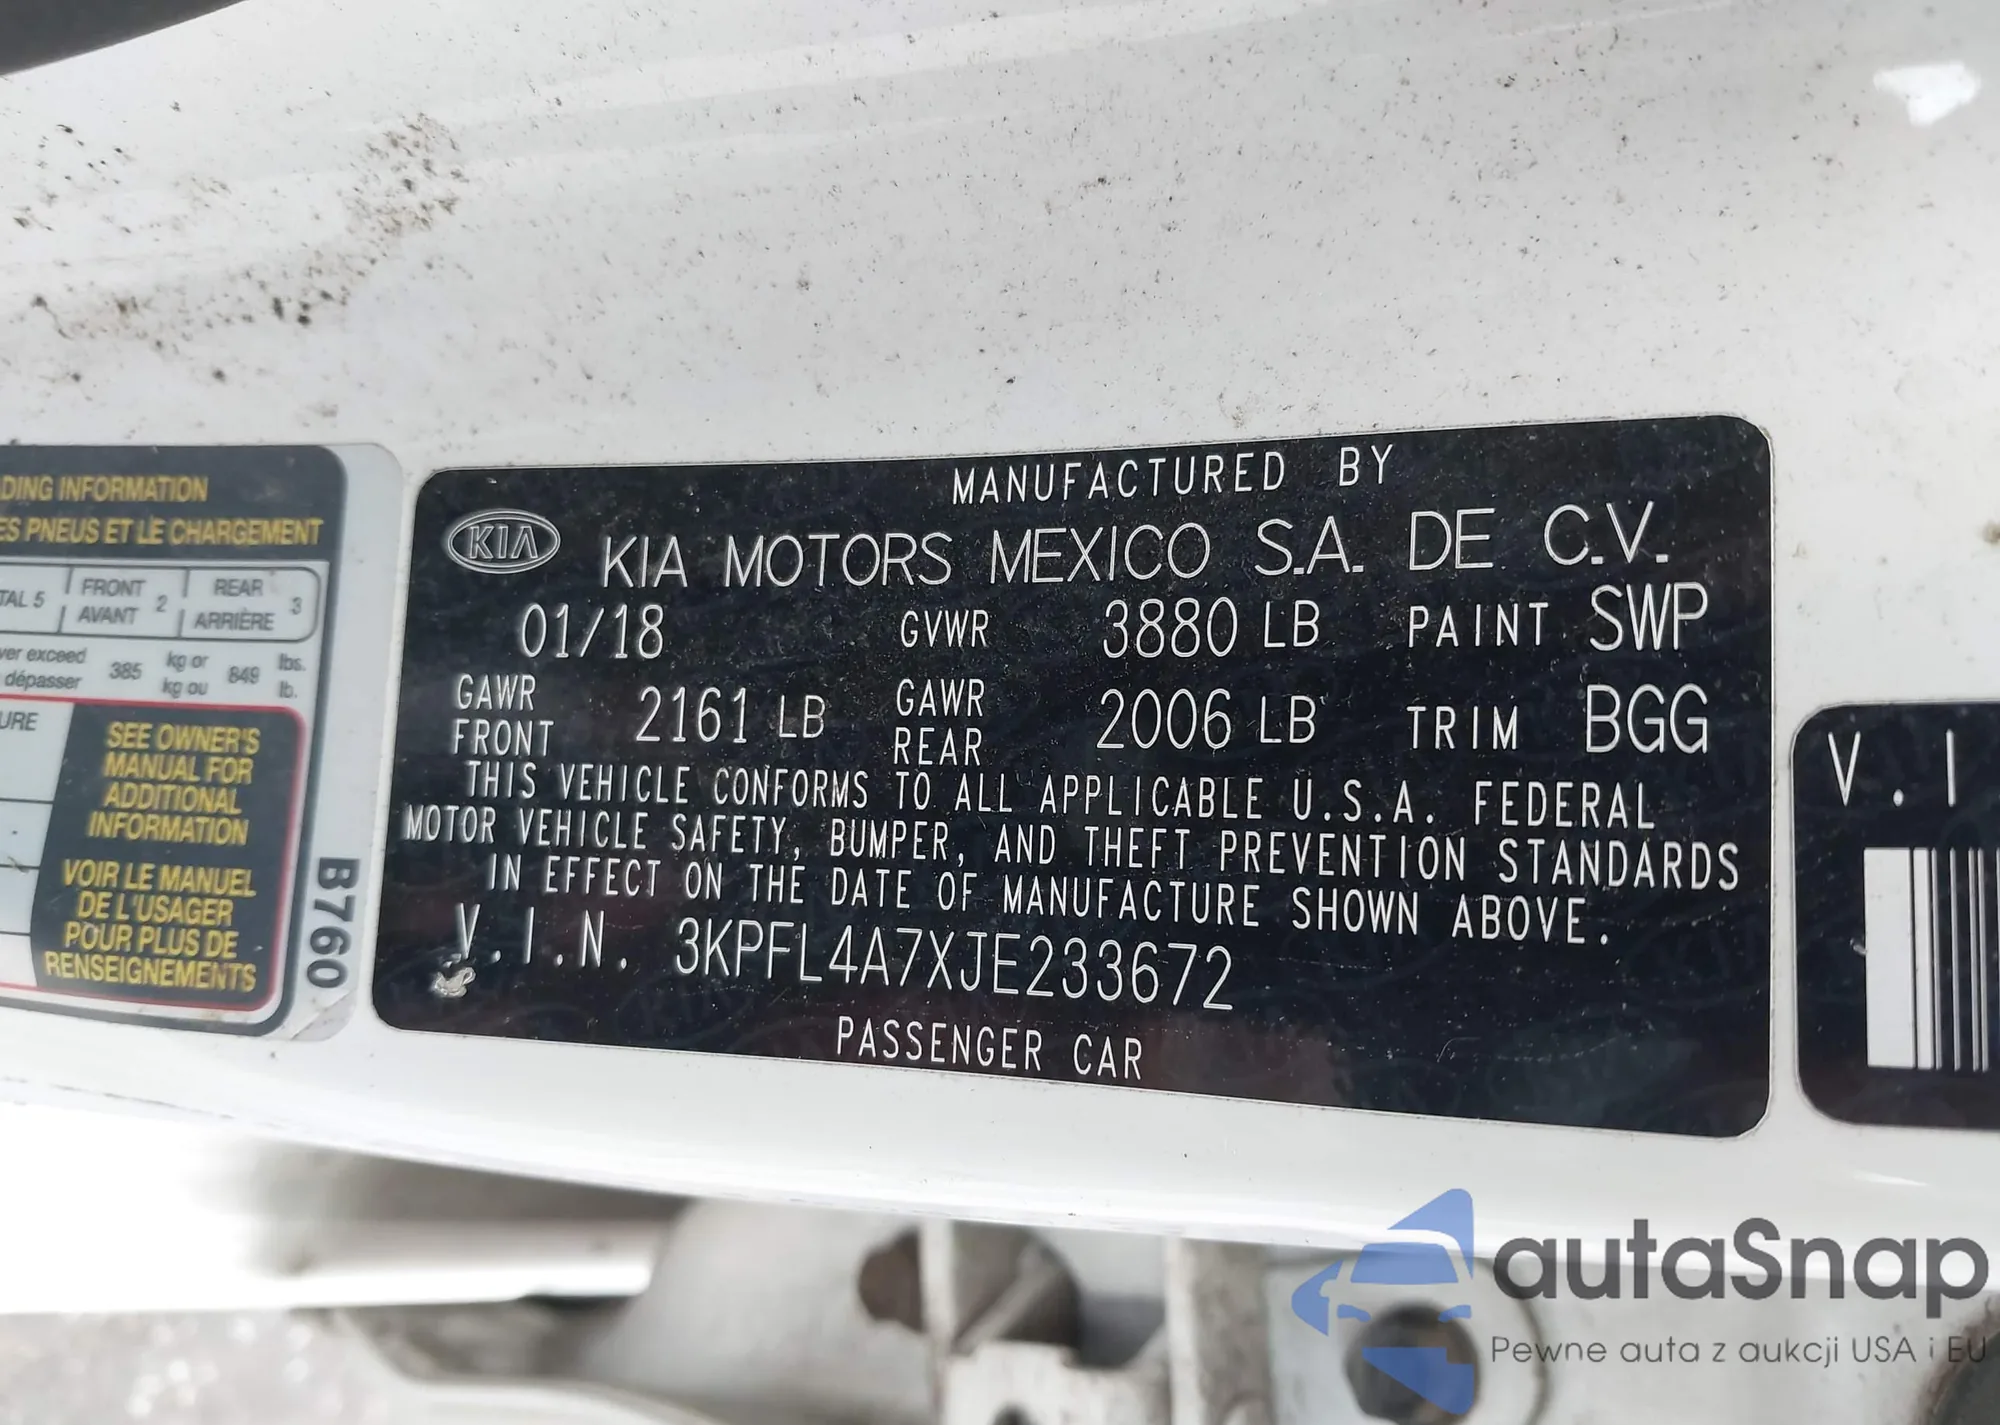 MANUFACTURED BY
KIA KIA MOTORS MEXICO S.A. DE C.V.
01/18 GVWR 3880 LB PAINT SWP
GAWR FRONT 2161 LB GAWR REAR 2006 LB TRIM BGG
THIS VEHICLE CONFORMS TO ALL APPLICABLE U.S.A. FEDERAL
MOTOR VEHICLE SAFETY, BUMPER, AND THEFT PREVENTION STANDARDS
IN EFFECT ON THE DATE OF MANUFACTURE SHOWN ABOVE.
V.I.N. 3KPFL4A7XJE233672
PASSENGER CAR
ADING INFORMATION
ES PNEUS ET LE CHARGEMENT
TAL 5 FRONT AVANT 2 REAR ARRIÈRE 3
ver exceed 385 kg or 849 lbs.
dépasser kg ou lb.
URE
SEE OWNER'S
MANUAL FOR
ADDITIONAL
INFORMATION
VOIR LE MANUEL
DE L'USAGER
POUR PLUS DE
RENSEIGNEMENTS
B760
V.I
autaSnap
Pewne auta z aukcji USA i EU